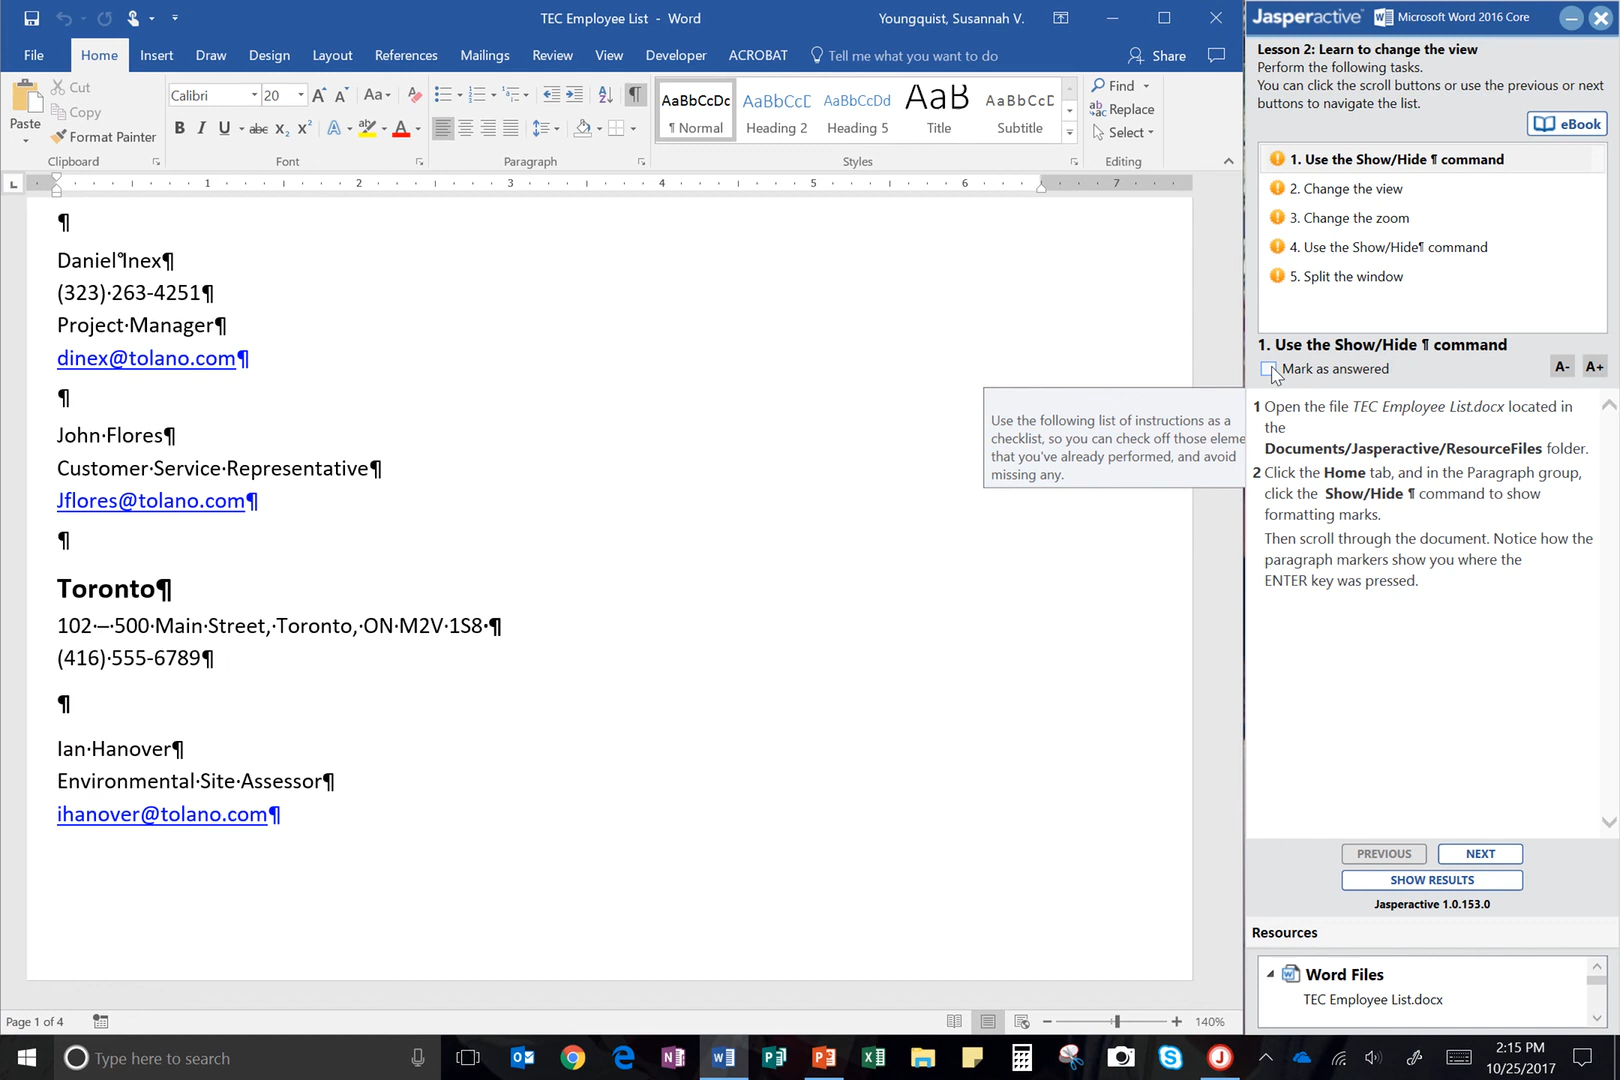 TEC Employee List - Word
Youngquist, Susannah V.
File Home Insert Draw Design Layout References Mailings Review View Developer ACROBAT Tell me what you want to do Share
Paste
Cut
Copy
Format Painter
Clipboard
Calibri 20
Font
Paragraph
AaBbCcDc AaBbCcD AaBbCcDd AaB AaBbCcD
¶ Normal Heading 2 Heading 5 Title Subtitle
Styles
Find
Replace
Select
Editing
1 2 3 4 5 6 7
¶
Daniel°Inex¶
(323)·263-4251¶
Project·Manager¶
dinex@tolano.com¶
¶
John·Flores¶
Customer·Service·Representative¶
Jflores@tolano.com¶
¶
Toronto¶
102·–·500·Main·Street,·Toronto,·ON·M2V·1S8·¶
(416)·555-6789¶
¶
Ian·Hanover¶
Environmental·Site·Assessor¶
ihanover@tolano.com¶
Page 1 of 4
140%
Jasperactive™ Microsoft Word 2016 Core
Lesson 2: Learn to change the view
Perform the following tasks.
You can click the scroll buttons or use the previous or next
buttons to navigate the list.
eBook
1. Use the Show/Hide ¶ command
2. Change the view
3. Change the zoom
4. Use the Show/Hide¶ command
5. Split the window
1. Use the Show/Hide ¶ command
Mark as answered
A- A+
Use the following list of instructions as a
checklist, so you can check off those eleme
that you've already performed, and avoid
missing any.
1 Open the file TEC Employee List.docx located in
the
Documents/Jasperactive/ResourceFiles folder.
2 Click the Home tab, and in the Paragraph group,
click the Show/Hide ¶ command to show
formatting marks.
Then scroll through the document. Notice how the
paragraph markers show you where the
ENTER key was pressed.
PREVIOUS NEXT
SHOW RESULTS
Jasperactive 1.0.153.0
Resources
Word Files
TEC Employee List.docx
Type here to search
2:15 PM
10/25/2017